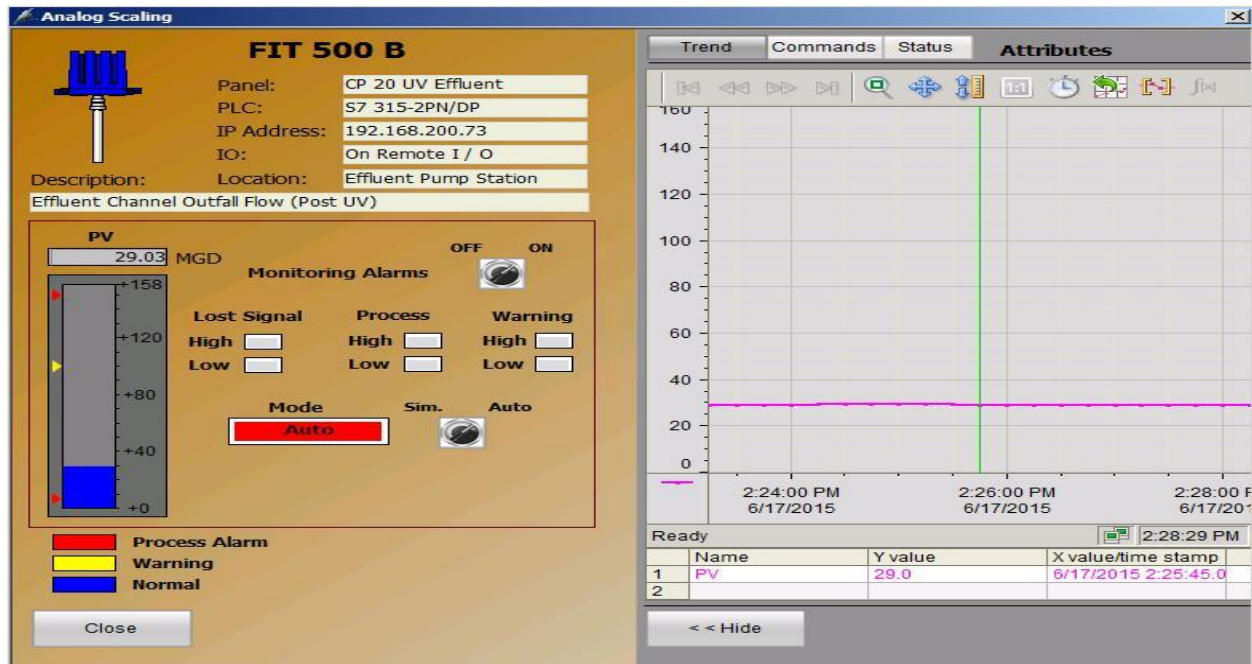 Analog Scaling
FIT 500 B
Panel: CP 20 UV Effluent
PLC: S7 315-2PN/DP
IP Address: 192.168.200.73
IO: On Remote I / O
Description: Location: Effluent Pump Station
Effluent Channel Outfall Flow (Post UV)
PV
29.03 MGD
OFF ON
Monitoring Alarms
+158
+120
+80
+40
+0
Lost Signal Process Warning
High High High
Low Low Low
Mode Sim. Auto
Auto
Process Alarm
Warning
Normal
Close
Trend Commands Status Attributes
1:1
160
140
120
100
80
60
40
20
0
2:24:00 PM 2:26:00 PM 2:28:00
6/17/2015 6/17/2015 6/17/201
Ready 2:28:29 PM
Name Y value X value/time stamp
1 PV 29.0 6/17/2015 2:25:45.0
2
< < Hide